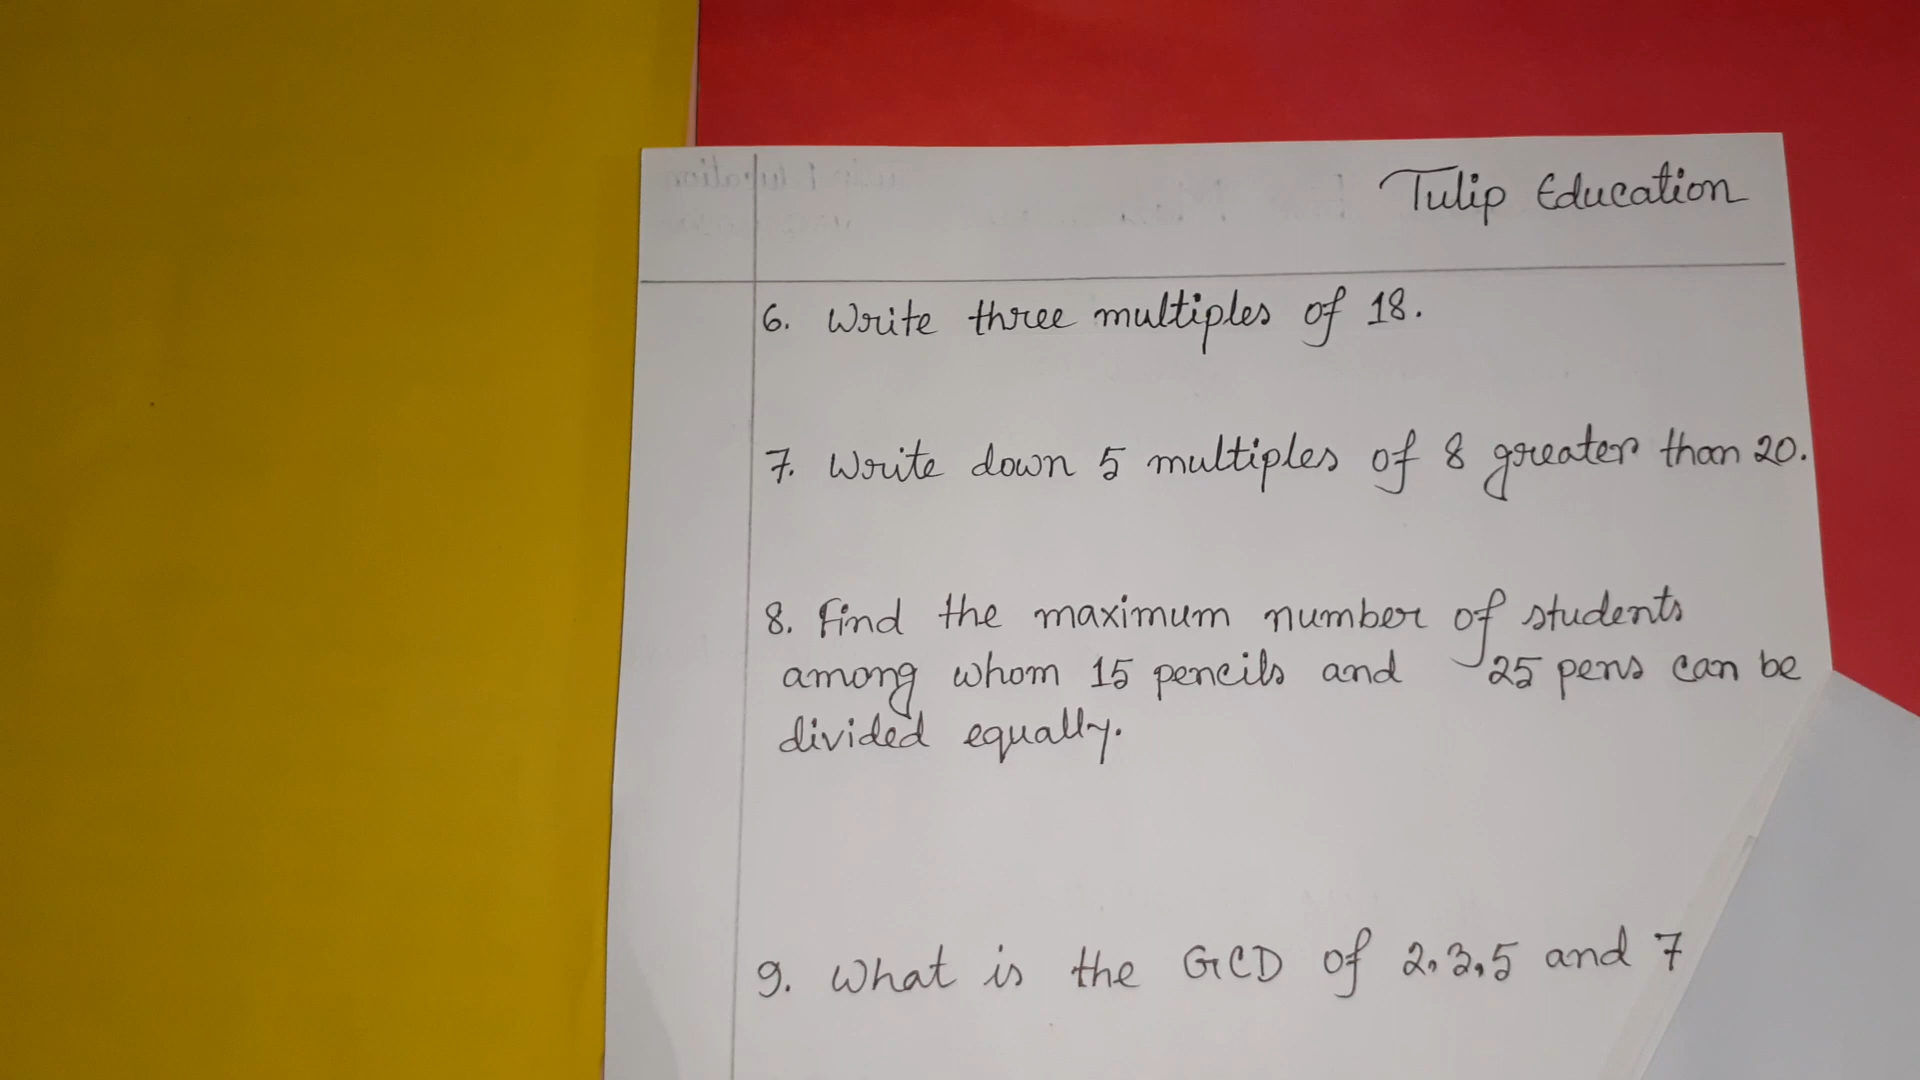 Tulip Education
6. Write three multiples of 18.
7. Write down 5 multiples of 8 greater than 20.
8. Find the maximum number of students
among whom 15 pencils and 25 pens can be
divided equally.
9. What is the GCD of 2,3,5 and 7